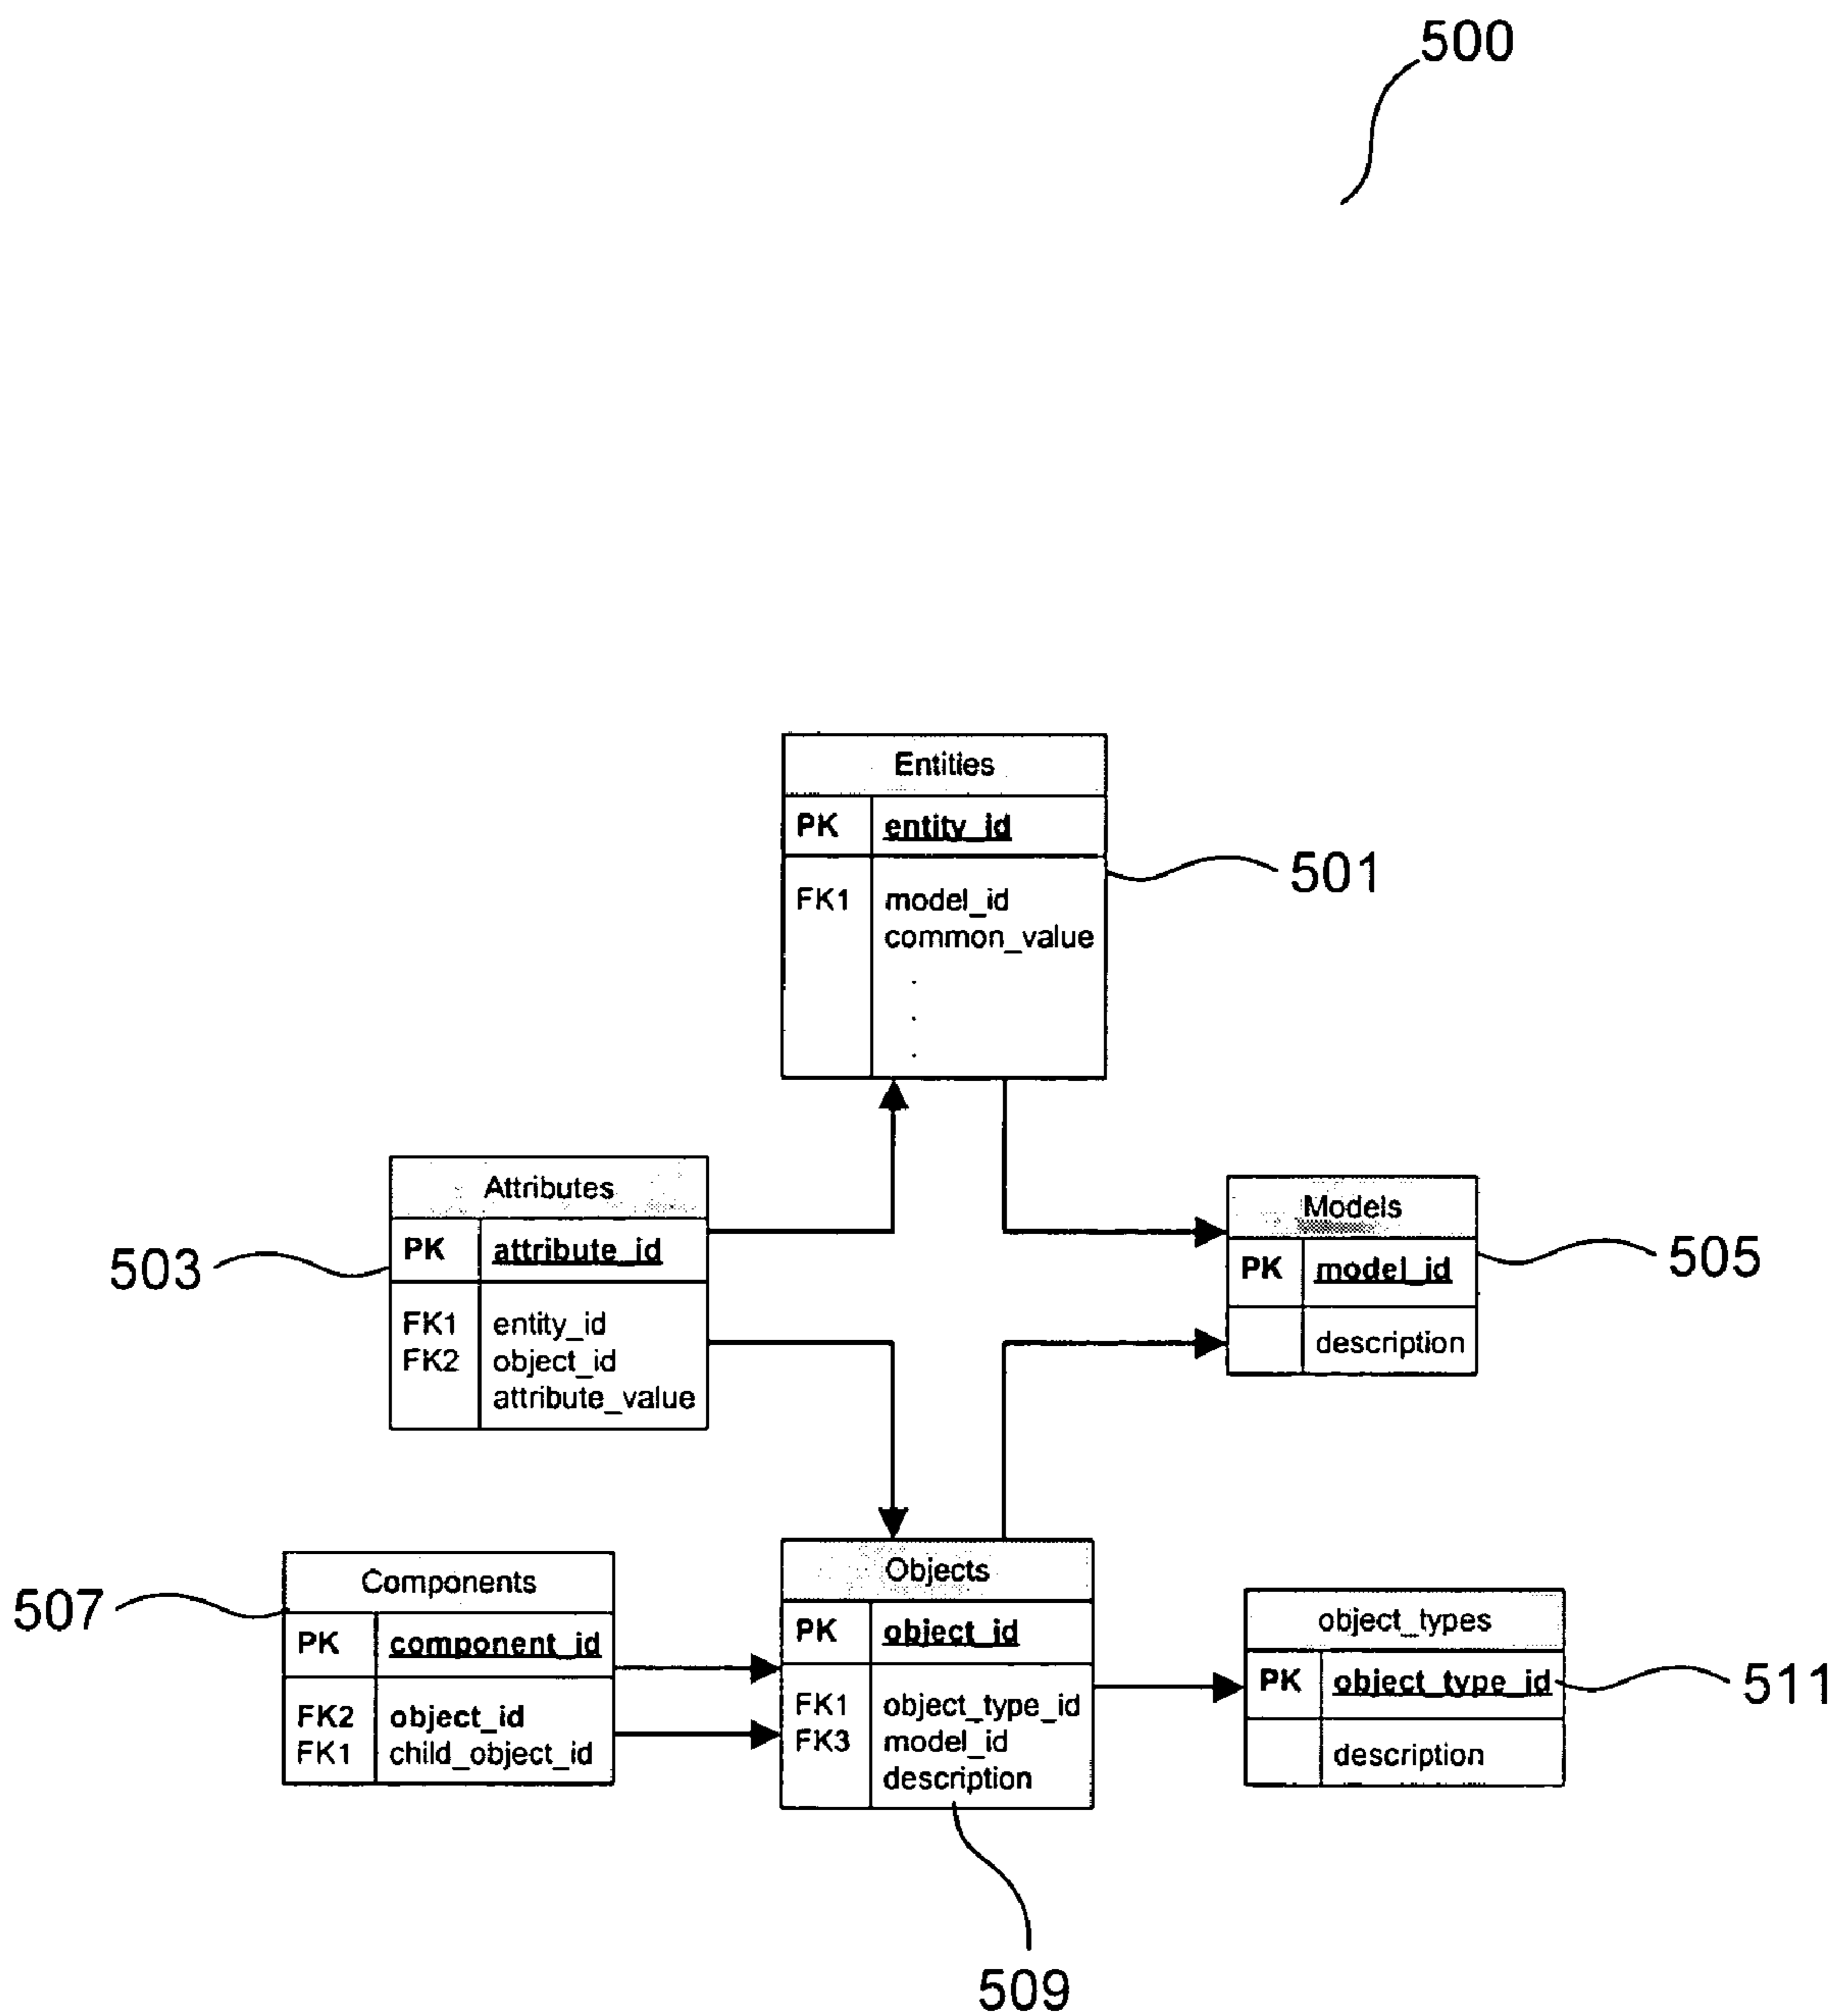 500
Entities
PK entity_id
501
FK1 model_id
common_value
.
.
.
Attributes
PK attribute_id
503
FK1 entity_id
FK2 object_id
attribute_value
Models
PK model_id
505
description
Components
507
PK component_id
FK2 object_id
FK1 child_object_id
Objects
PK object_id
FK1 object_type_id
FK3 model_id
description
509
object_types
PK object_type_id
511
description